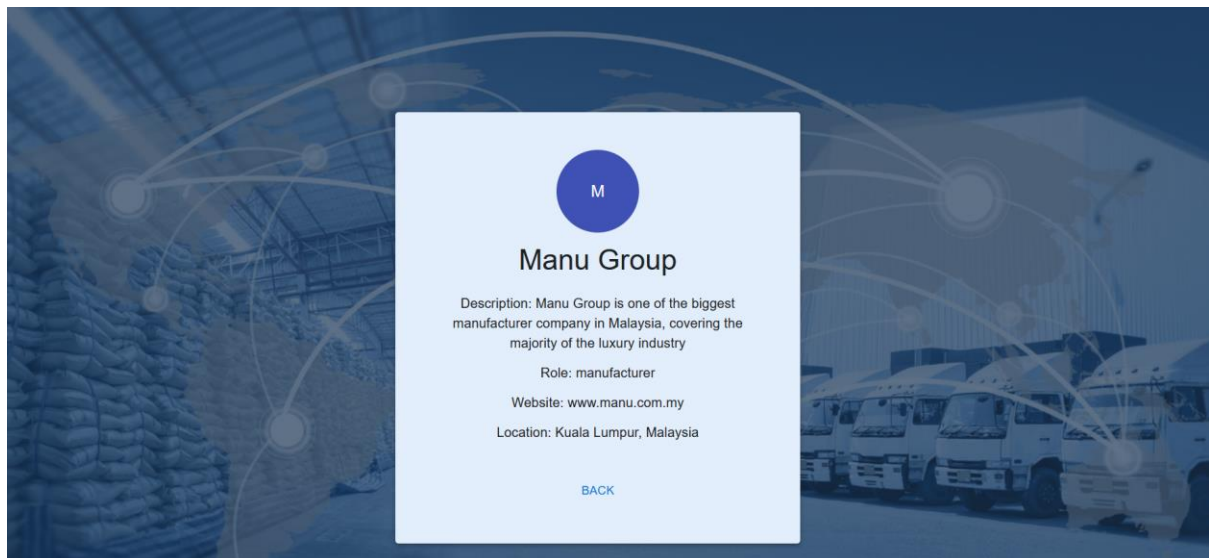 M
Manu Group
Description: Manu Group is one of the biggest
manufacturer company in Malaysia, covering the
majority of the luxury industry
Role: manufacturer
Website: www.manu.com.my
Location: Kuala Lumpur, Malaysia
BACK